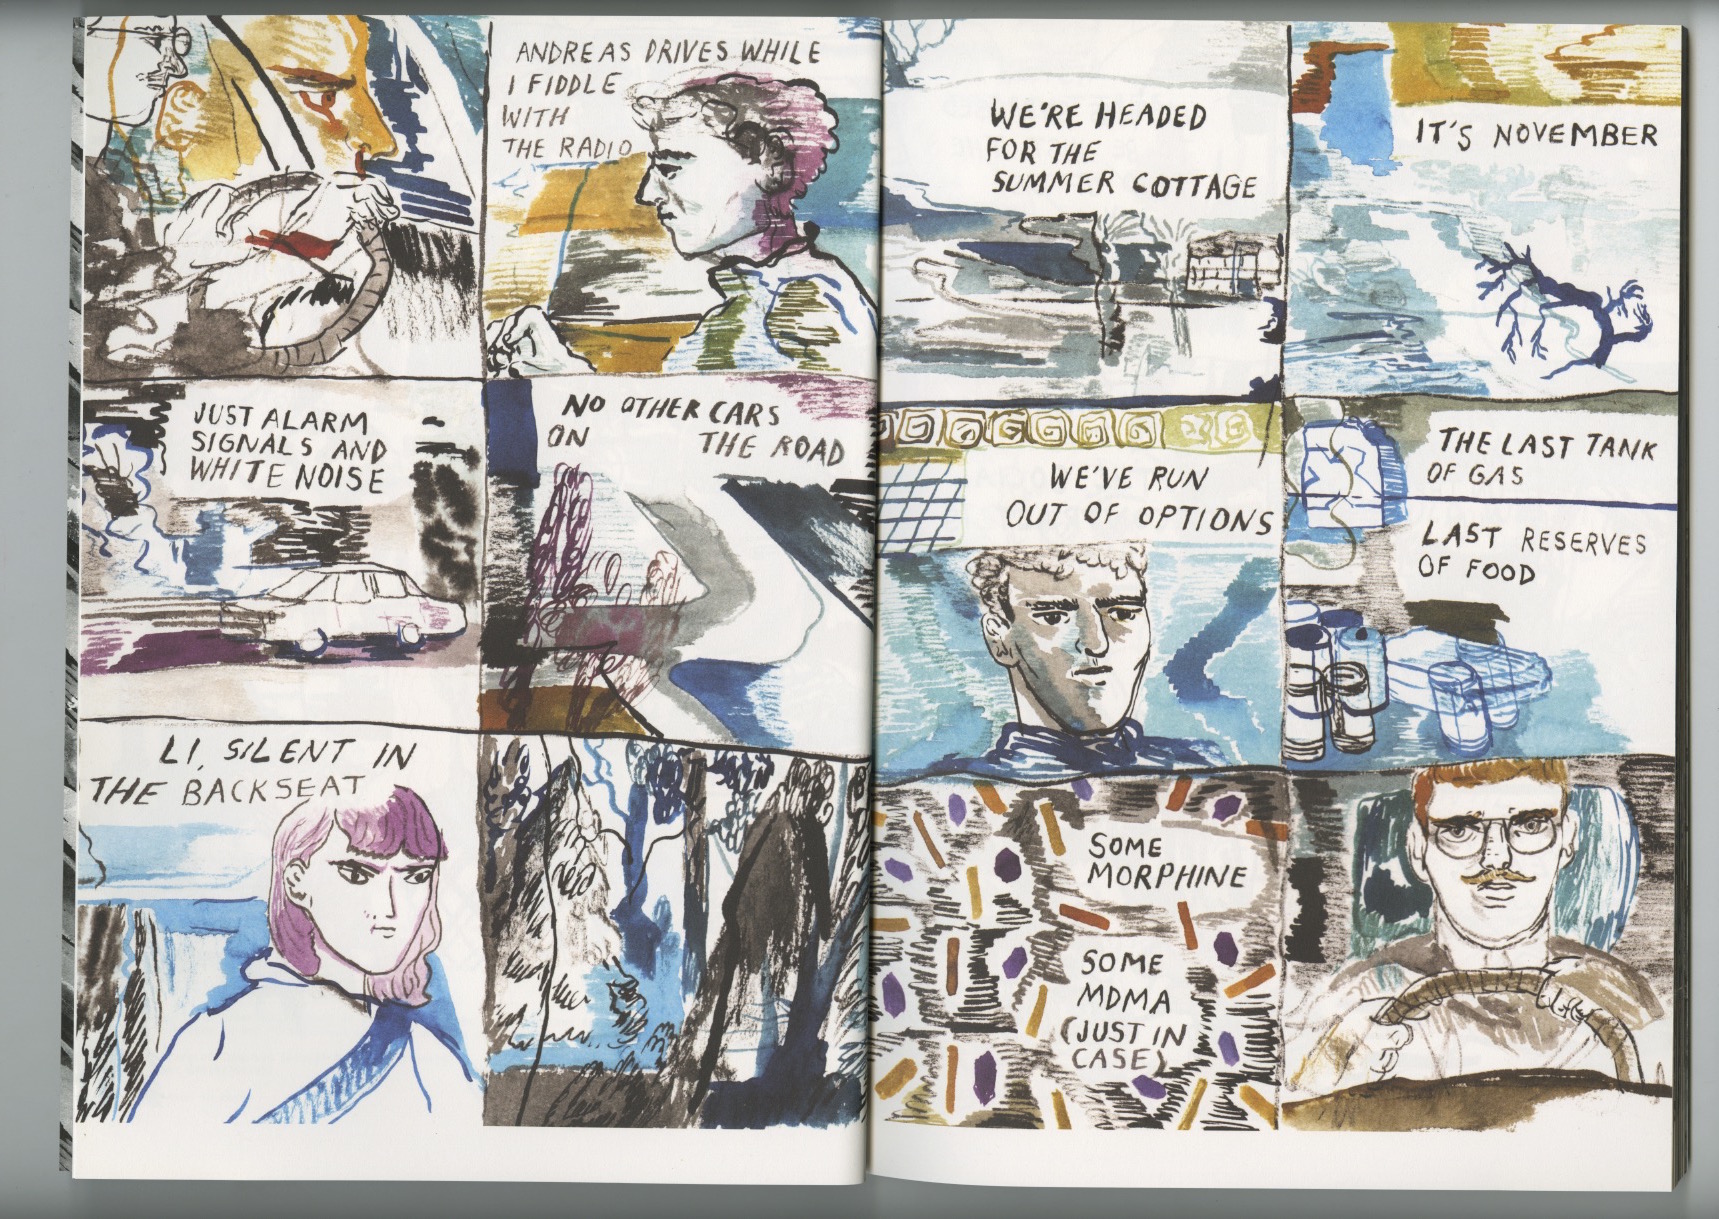 ANDREAS DRIVES WHILE
I FIDDLE
WITH
THE RADIO
JUST ALARM
SIGNALS AND
WHITE NOISE
NO OTHER CARS
ON THE ROAD
LI, SILENT IN
THE BACKSEAT
WE'RE HEADED
FOR THE
SUMMER COTTAGE
IT'S NOVEMBER
WE'VE RUN
OUT OF OPTIONS
THE LAST TANK
OF GAS
LAST RESERVES
OF FOOD
SOME
MORPHINE
SOME
MDMA
(JUST IN
CASE)